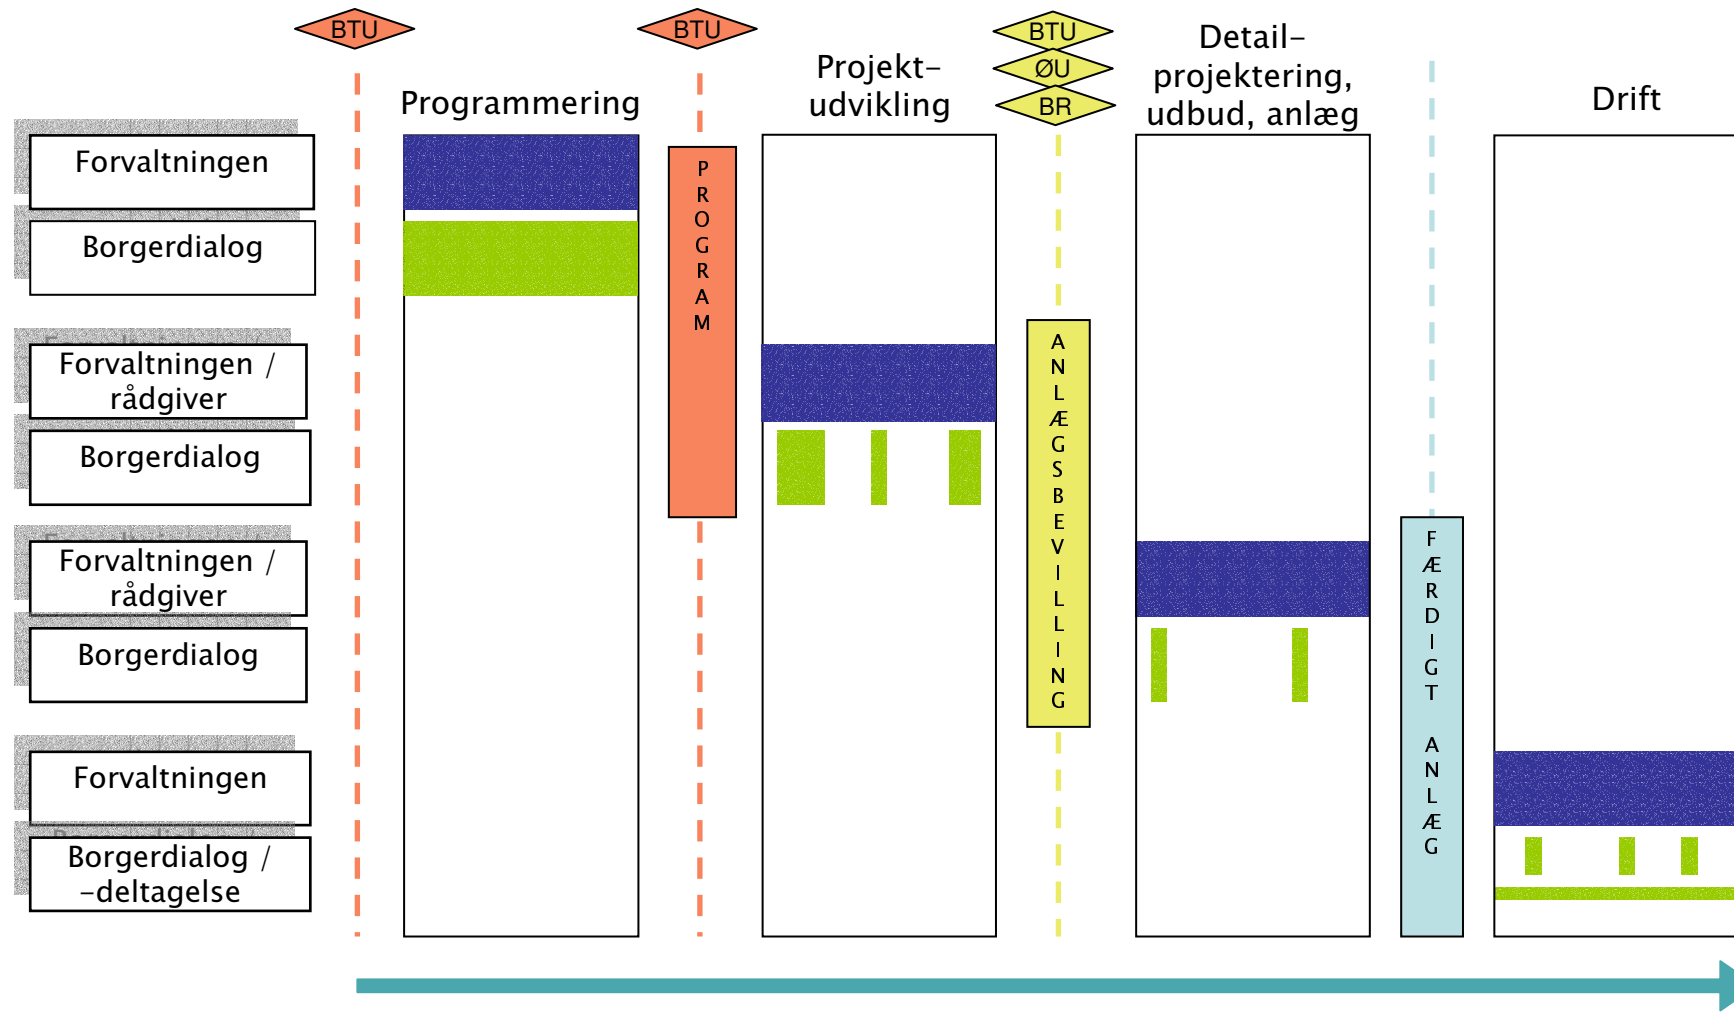 BTU
BTU
BTU
ØU
BR
Programmering
Projekt-
udvikling
Detail-
projektering,
udbud, anlæg
Drift
Forvaltningen
Borgerdialog
Forvaltningen /
rådgiver
Borgerdialog
Forvaltningen /
rådgiver
Borgerdialog
Forvaltningen
Borgerdialog /
-deltagelse
PROGRAM
ANLÆGSBEVILLING
FÆRDIGT ANLÆG